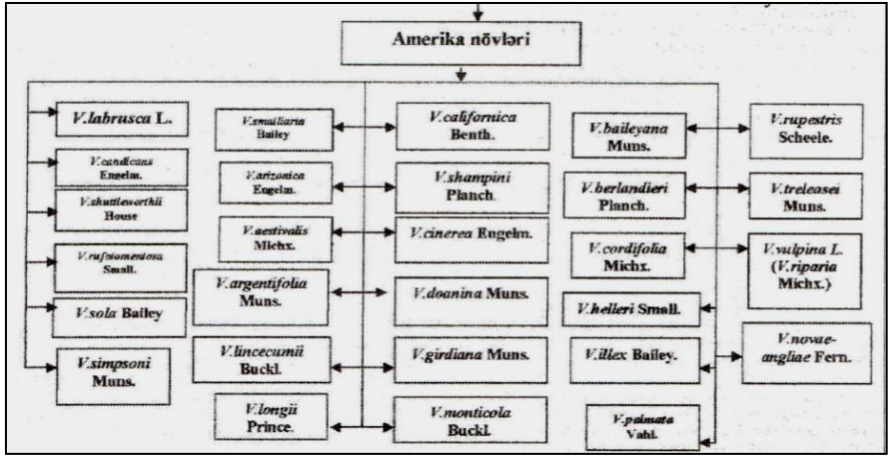 Amerika növləri
V.labrusca L.
V.candicans
Engelm.
V.shuttleworthii
House
V.rufotomentosa
Small.
V.sola Bailey
V.simpsoni
Muns.
V.smalliana
Bailey
V.arizonica
Engelm.
V.aestivalis
Michx.
V.argentifolia
Muns.
V.lincecumii
Buckl.
V.longii
Prince.
V.californica
Benth.
V.shampini
Planch.
V.cinerea Engelm.
V.doanina Muns.
V.girdiana Muns.
V.monticola
Buckl.
V.baileyana
Muns.
V.berlandieri
Planch.
V.cordifolia
Michx.
V.helleri Small.
V.illex Bailey.
V.palmata
Vahl.
V.rupestris
Scheele.
V.treleasei
Muns.
V.vulpina L.
(V.riparia
Michx.)
V.novae-
angliae Fern.